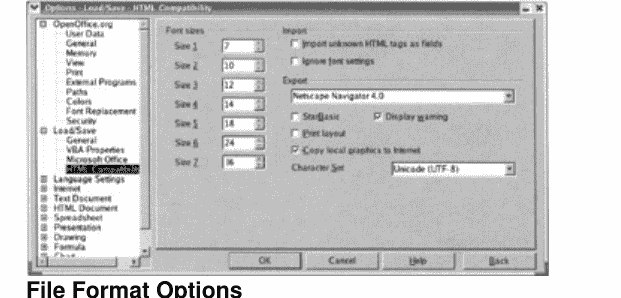 Options - Load/Save - HTML Compatibility
OpenOffice.org
User Data
General
Memory
View
Print
External Programs
Paths
Colors
Font Replacement
Security
Load/Save
General
VBA Properties
Microsoft Office
HTML Compatibility
Language Settings
Internet
Text Document
HTML Document
Spreadsheet
Presentation
Drawing
Formula
Chart
Font sizes
Size 1 7
Size 2 10
Size 3 12
Size 4 14
Size 5 18
Size 6 24
Size 7 36
Import
Import unknown HTML tags as fields
Ignore font settings
Export
Netscape Navigator 4.0
StarBasic Display warning
Print layout
Copy local graphics to Internet
Character Set Unicode (UTF-8)
OK Cancel Help Back
File Format Options